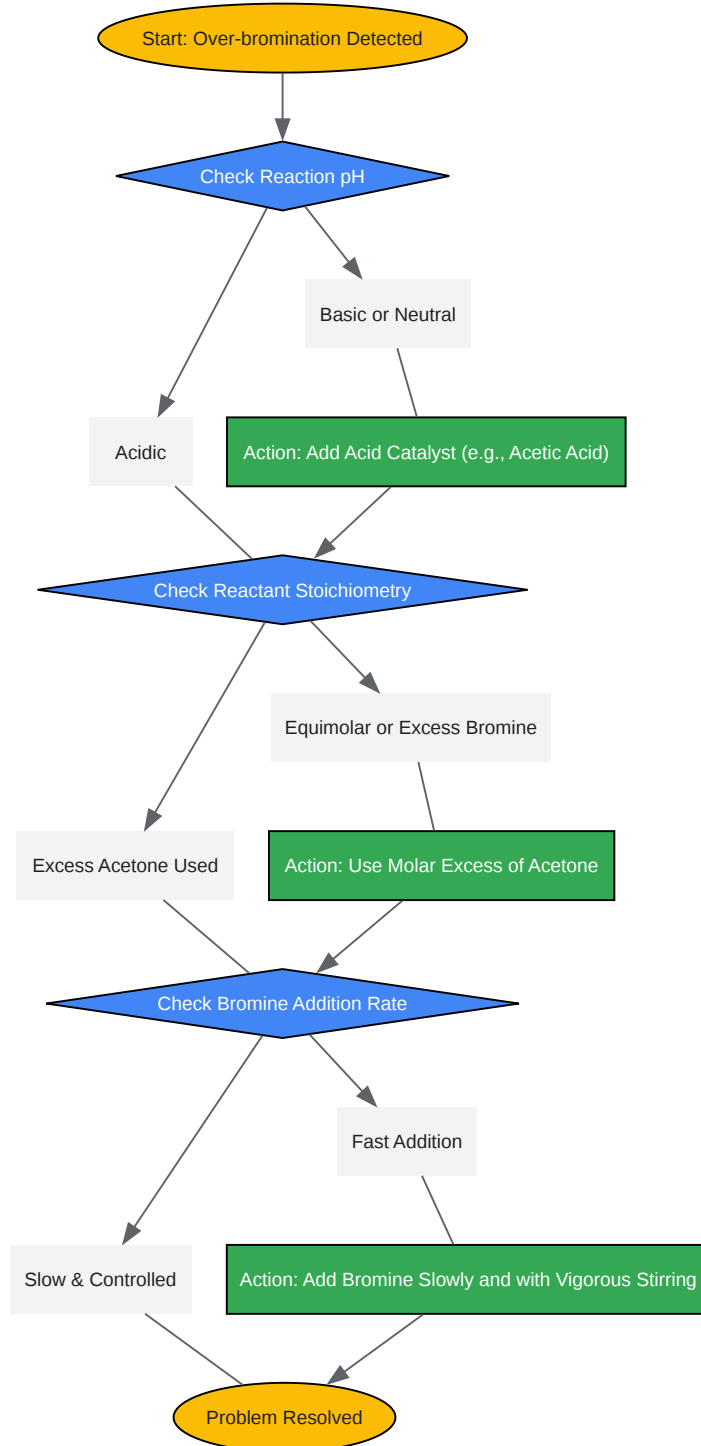 Start: Over-bromination Detected
Check Reaction pH
Basic or Neutral
Acidic
Action: Add Acid Catalyst (e.g., Acetic Acid)
Check Reactant Stoichiometry
Equimolar or Excess Bromine
Excess Acetone Used
Action: Use Molar Excess of Acetone
Check Bromine Addition Rate
Fast Addition
Slow & Controlled
Action: Add Bromine Slowly and with Vigorous Stirring
Problem Resolved